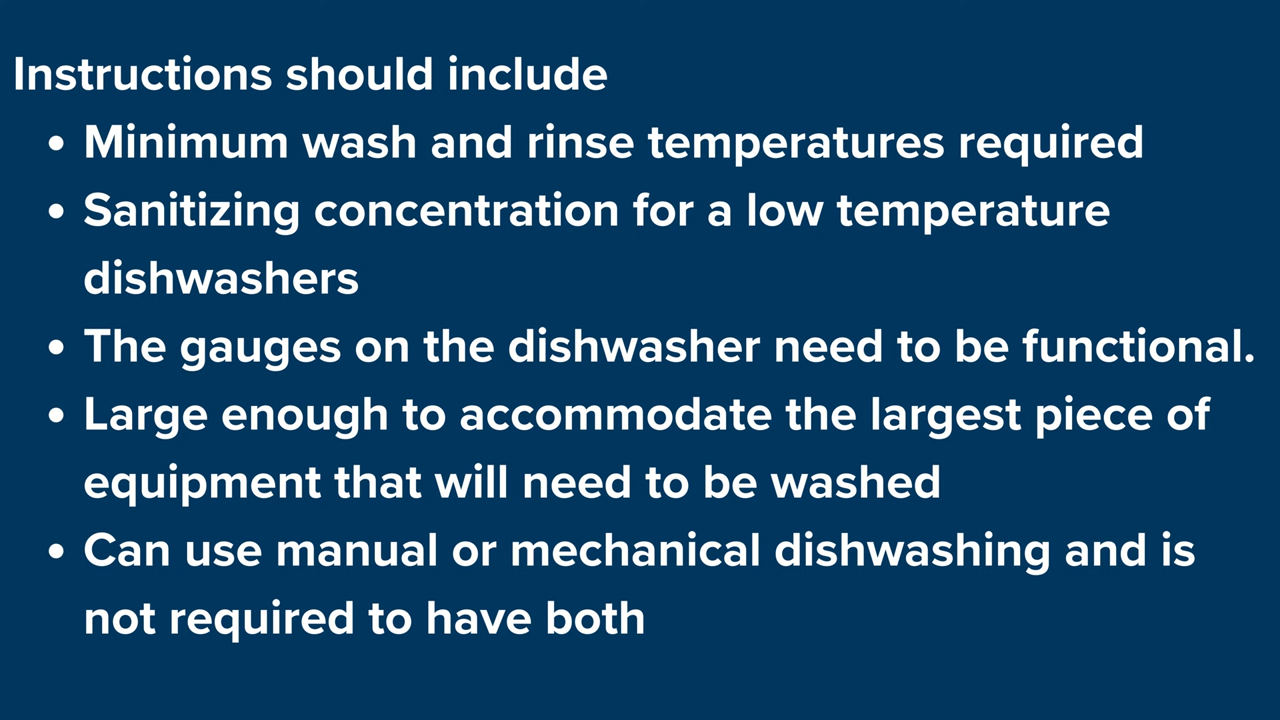 Instructions should include
• Minimum wash and rinse temperatures required
• Sanitizing concentration for a low temperature
dishwashers
• The gauges on the dishwasher need to be functional.
• Large enough to accommodate the largest piece of
equipment that will need to be washed
• Can use manual or mechanical dishwashing and is
not required to have both